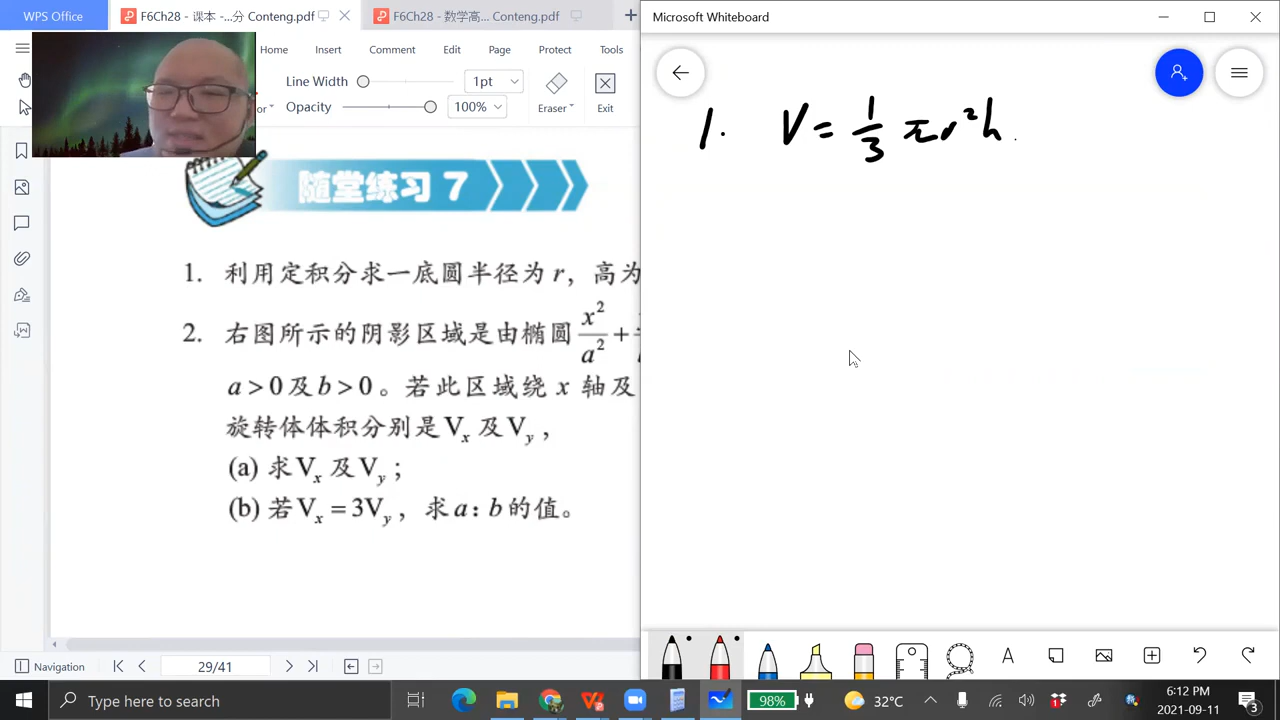 WPS Office
F6Ch28 - 课本 -...分 Conteng.pdf
F6Ch28 - 数学高... Conteng.pdf
Microsoft Whiteboard
Home Insert Comment Edit Page Protect Tools
Line Width 1pt
Opacity 100%
Eraser
Exit
随堂练习 7
1. 利用定积分求一底圆半径为 r，高为
2. 右图所示的阴影区域是由椭圆 x²/a² +
a > 0 及 b > 0 。若此区域绕 x 轴及
旋转体体积分别是 Vx 及 Vy，
(a) 求 Vx 及 Vy；
(b) 若 Vx = 3Vy，求 a: b 的值。
1. V = 1/3 πr²h.
Navigation
29/41
Type here to search
98%
32°C
6:12 PM
2021-09-11
3